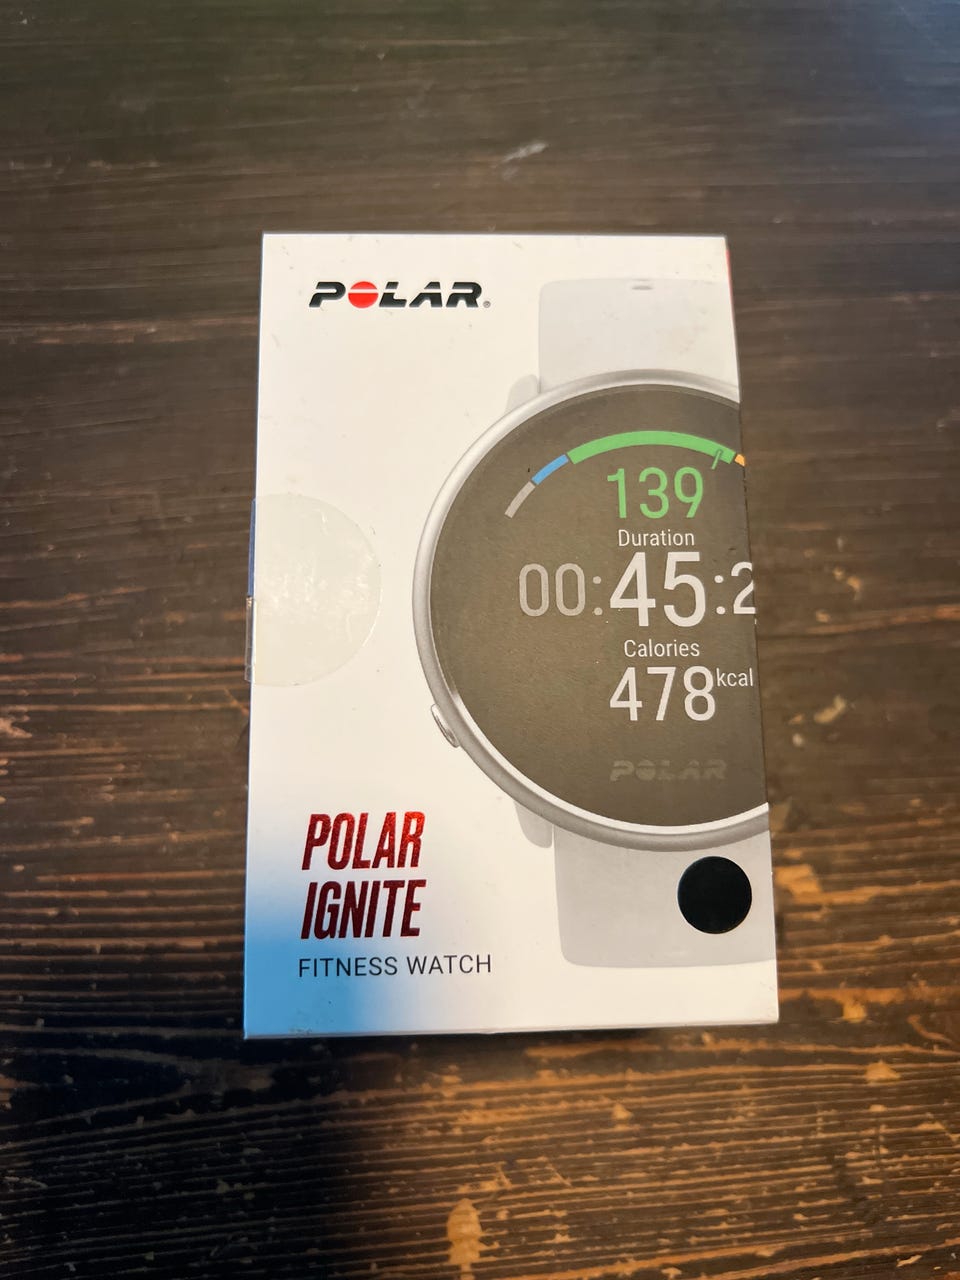 POLAR®
139
Duration
00:45:2
Calories
478kcal
POLAR
POLAR
IGNITE
FITNESS WATCH